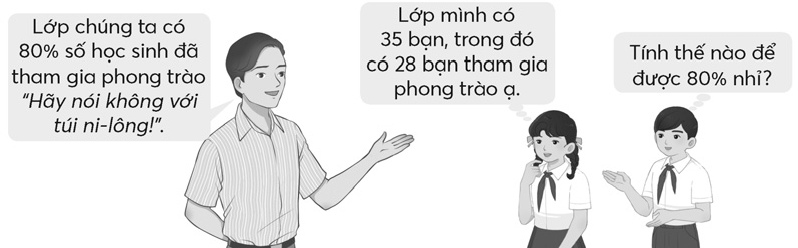 Lớp chúng ta có
80% số học sinh đã
tham gia phong trào
“Hãy nói không với
túi ni-lông!”.
Lớp mình có
35 bạn, trong đó
có 28 bạn tham gia
phong trào ạ.
Tính thế nào để
được 80% nhỉ?